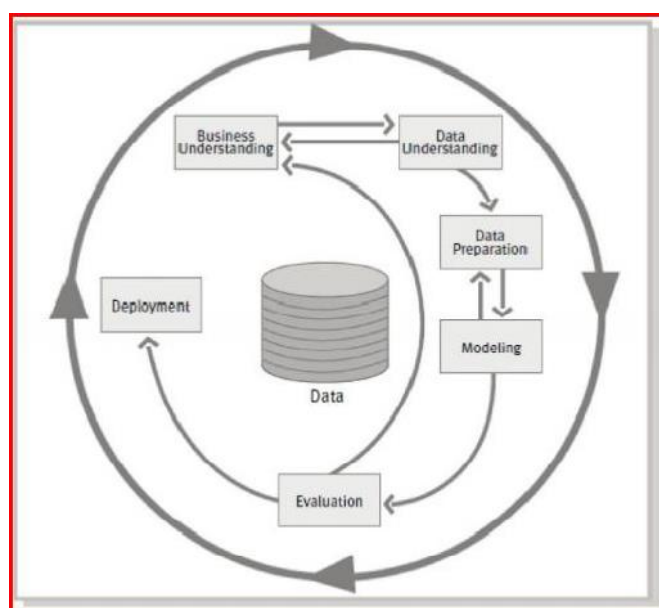 Business
Understanding
Data
Understanding
Data
Preparation
Deployment
Modeling
Data
Evaluation